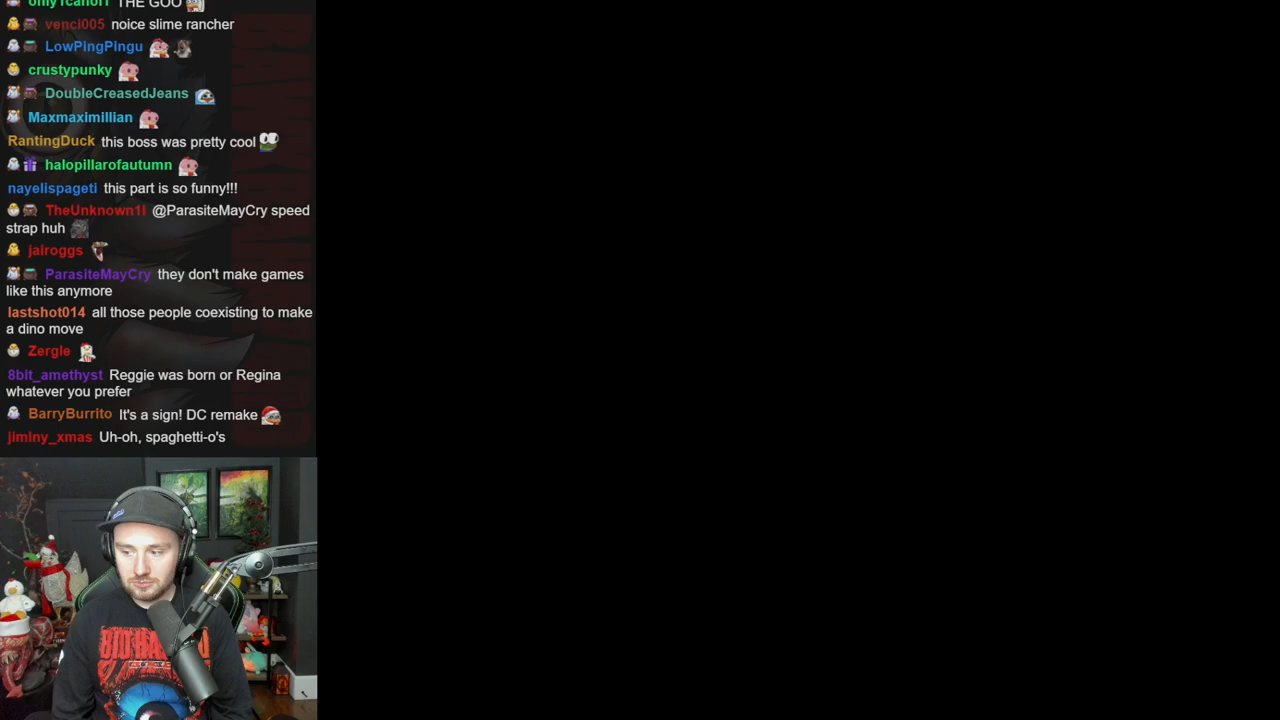 only1canon THE GOO
venci005 noice slime rancher
LowPingPingu
crustypunky
DoubleCreasedJeans
Maxmaximillian
RantingDuck this boss was pretty cool
halopillarofautumn
nayelispageti this part is so funny!!!
TheUnknown1i @ParasiteMayCry speed
strap huh
jairoggs
ParasiteMayCry they don't make games
like this anymore
lastshot014 all those people coexisting to make
a dino move
Zergle
8bit_amethyst Reggie was born or Regina
whatever you prefer
BarryBurrito It's a sign! DC remake
jiminy_xmas Uh-oh, spaghetti-o's